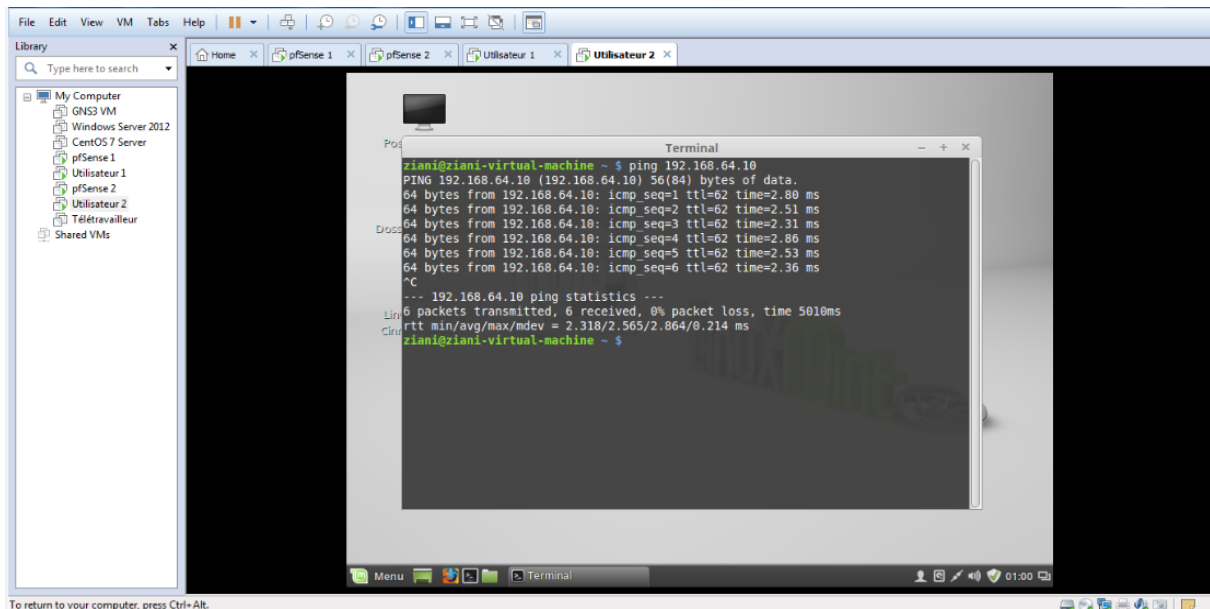 File Edit View VM Tabs Help
Library
Type here to search
My Computer
GNS3 VM
Windows Server 2012
CentOS 7 Server
pfSense 1
Utilisateur 1
pfSense 2
Utilisateur 2
Télétravailleur
Shared VMs
Home pfSense 1 pfSense 2 Utilisateur 1 Utilisateur 2
Terminal
ziani@ziani-virtual-machine ~ $ ping 192.168.64.10
PING 192.168.64.10 (192.168.64.10) 56(84) bytes of data.
64 bytes from 192.168.64.10: icmp_seq=1 ttl=62 time=2.80 ms
64 bytes from 192.168.64.10: icmp_seq=2 ttl=62 time=2.51 ms
64 bytes from 192.168.64.10: icmp_seq=3 ttl=62 time=2.31 ms
64 bytes from 192.168.64.10: icmp_seq=4 ttl=62 time=2.86 ms
64 bytes from 192.168.64.10: icmp_seq=5 ttl=62 time=2.53 ms
64 bytes from 192.168.64.10: icmp_seq=6 ttl=62 time=2.36 ms
^C
--- 192.168.64.10 ping statistics ---
6 packets transmitted, 6 received, 0% packet loss, time 5010ms
rtt min/avg/max/mdev = 2.318/2.565/2.864/0.214 ms
ziani@ziani-virtual-machine ~ $
Menu Terminal 01:00
To return to your computer, press Ctrl+Alt.